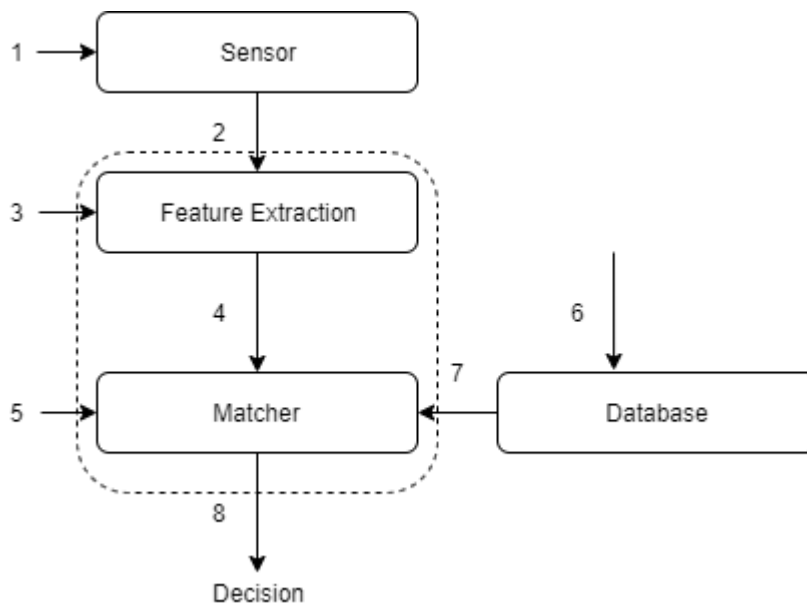 1
Sensor
2
3
Feature Extraction
4
6
7
5
Matcher
Database
8
Decision